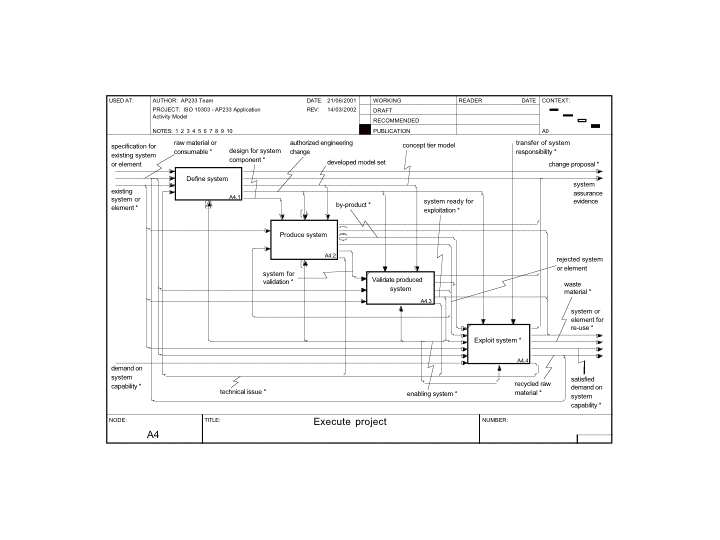 USED AT:
AUTHOR: AP233 Team
DATE: 21/06/2001
WORKING
READER
DATE
CONTEXT:
PROJECT: ISO 10303 - AP233 Application
REV: 14/03/2002
DRAFT
Activity Model
RECOMMENDED
NOTES: 1 2 3 4 5 6 7 8 9 10
PUBLICATION
A0
specification for
existing system
or element
raw material or
consumable *
design for system
component *
authorized engineering
change
developed model set
concept tier model
transfer of system
responsibility *
change proposal *
Define system
A4.1
existing
system or
element *
system
assurance
evidence
by-product *
system ready for
exploitation *
Produce system
A4.2
system for
validation *
Validate produced
system
A4.3
rejected system
or element
waste
material *
system or
element for
re-use *
Exploit system *
A4.4
demand on
system
capability *
technical issue *
enabling system *
recycled raw
material *
satisfied
demand on
system
capability *
NODE:
A4
TITLE:
Execute project
NUMBER: